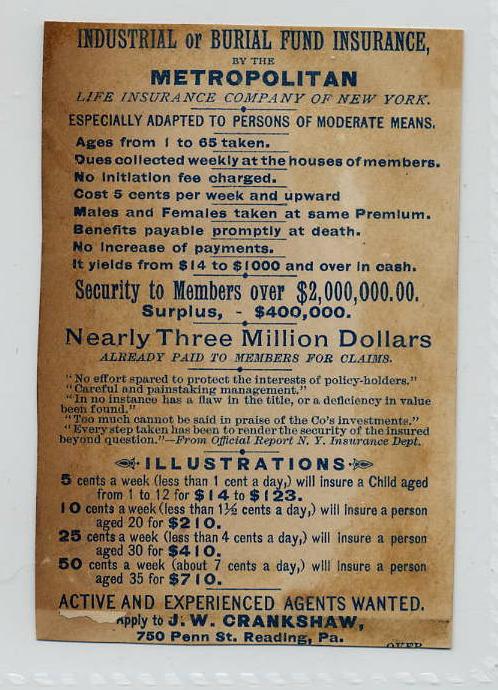 INDUSTRIAL or BURIAL FUND INSURANCE,
BY THE
METROPOLITAN
LIFE INSURANCE COMPANY OF NEW YORK.
ESPECIALLY ADAPTED TO PERSONS OF MODERATE MEANS.
Ages from 1 to 65 taken.
Dues collected weekly at the houses of members.
No initiation fee charged.
Cost 5 cents per week and upward
Males and Females taken at same Premium.
Benefits payable promptly at death.
No increase of payments.
It yields from $14 to $1000 and over in cash.
Security to Members over $2,000,000.00.
Surplus, - $400,000.
Nearly Three Million Dollars
ALREADY PAID TO MEMBERS FOR CLAIMS.
"No effort spared to protect the interests of policy-holders."
"Careful and painstaking management."
"In no instance has a flaw in the title, or a deficiency in value
been found."
"Too much cannot be said in praise of the Co's investments."
"Every step taken has been to render the security of the insured
beyond question."—From Official Report N. Y. Insurance Dept.
ILLUSTRATIONS
5 cents a week (less than 1 cent a day,) will insure a Child aged
from 1 to 12 for $14 to $123.
10 cents a week (less than 1½ cents a day,) will insure a person
aged 20 for $210.
25 cents a week (less than 4 cents a day,) will insure a person
aged 30 for $410.
50 cents a week (about 7 cents a day,) will insure a person
aged 35 for $710.
ACTIVE AND EXPERIENCED AGENTS WANTED.
Apply to J. W. CRANKSHAW,
750 Penn St. Reading, Pa.
OVER